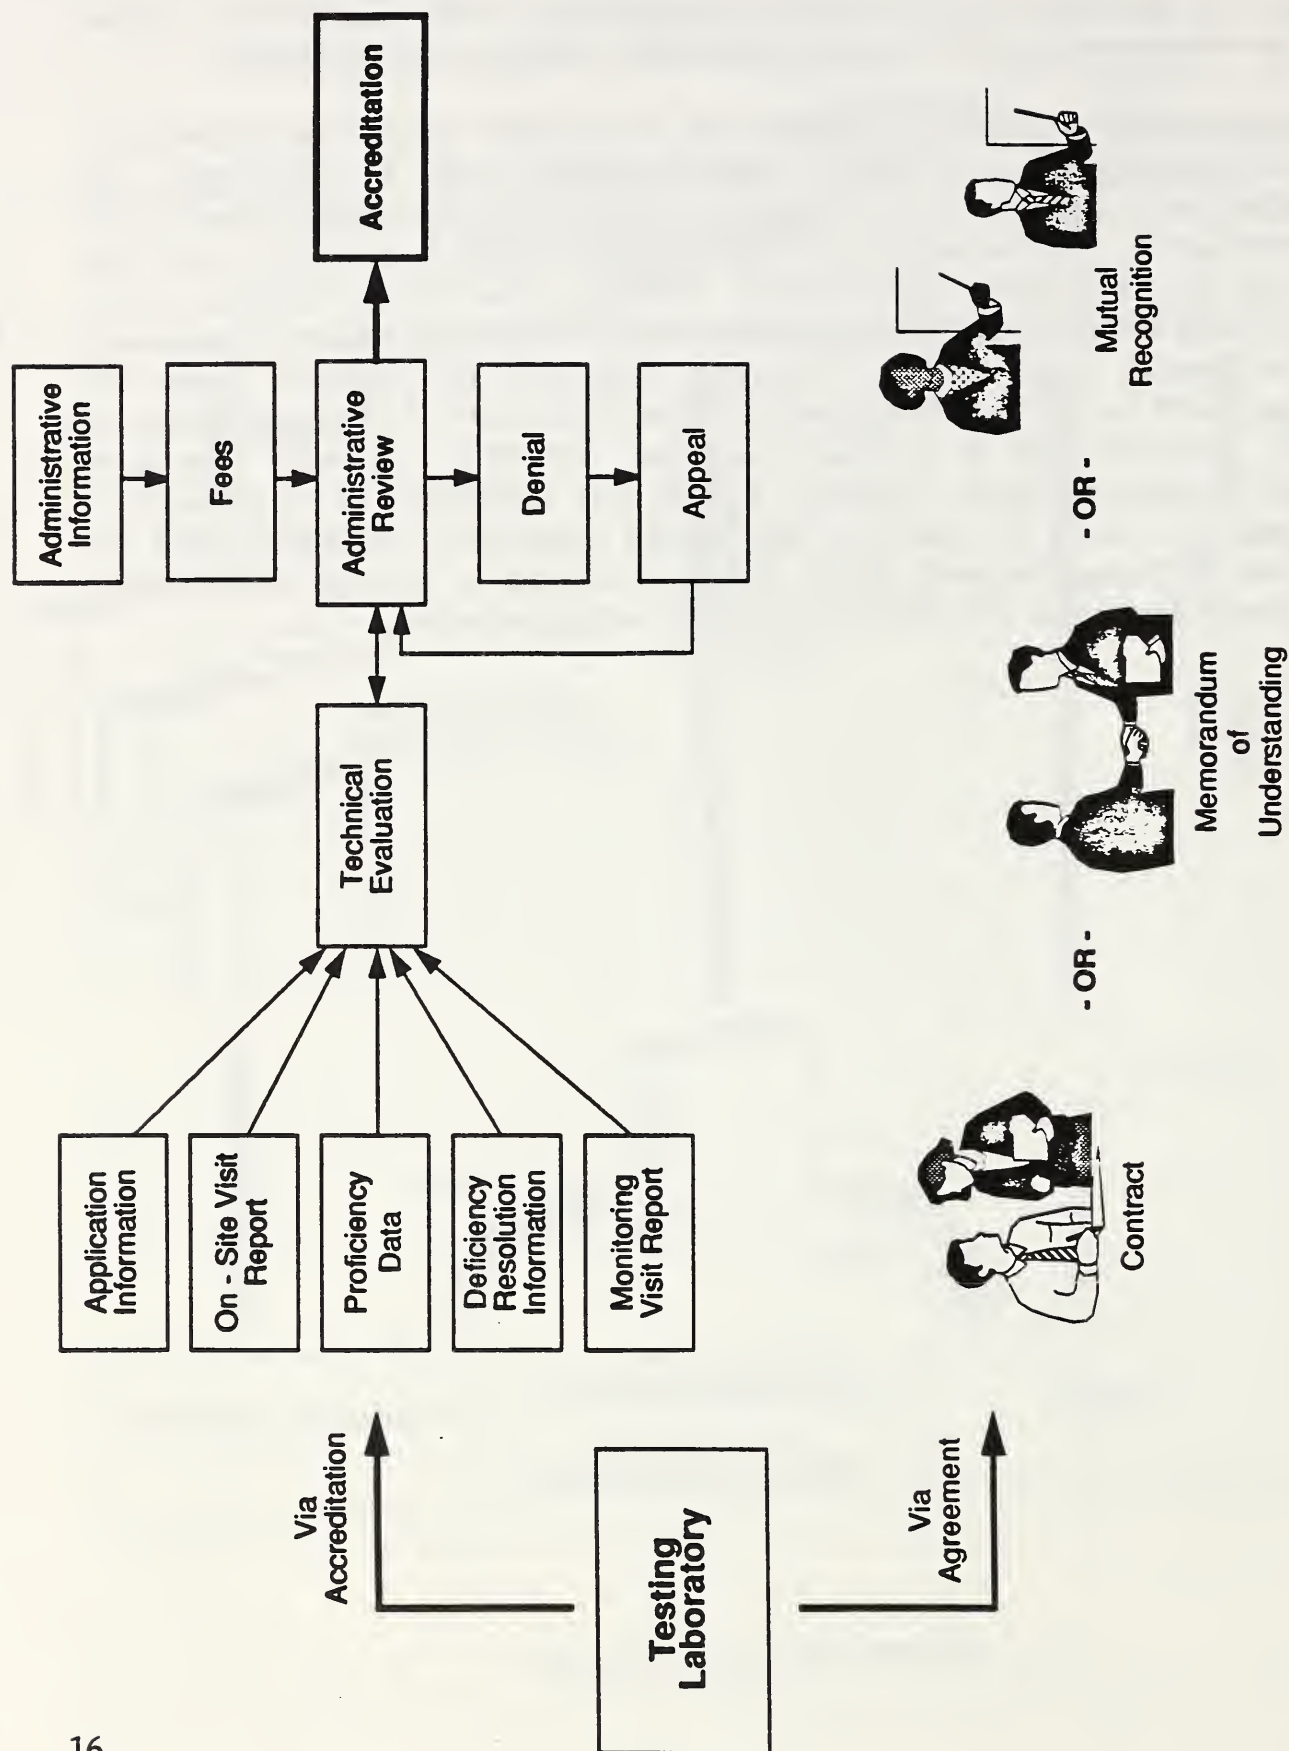 Testing
Laboratory
Via
Accreditation
Application
Information
On - Site Visit
Report
Proficiency
Data
Deficiency
Resolution
Information
Monitoring
Visit Report
Technical
Evaluation
Administrative
Information
Fees
Administrative
Review
Denial
Appeal
Accreditation
Via
Agreement
Contract
- OR -
Memorandum
of
Understanding
- OR -
Mutual
Recognition
16